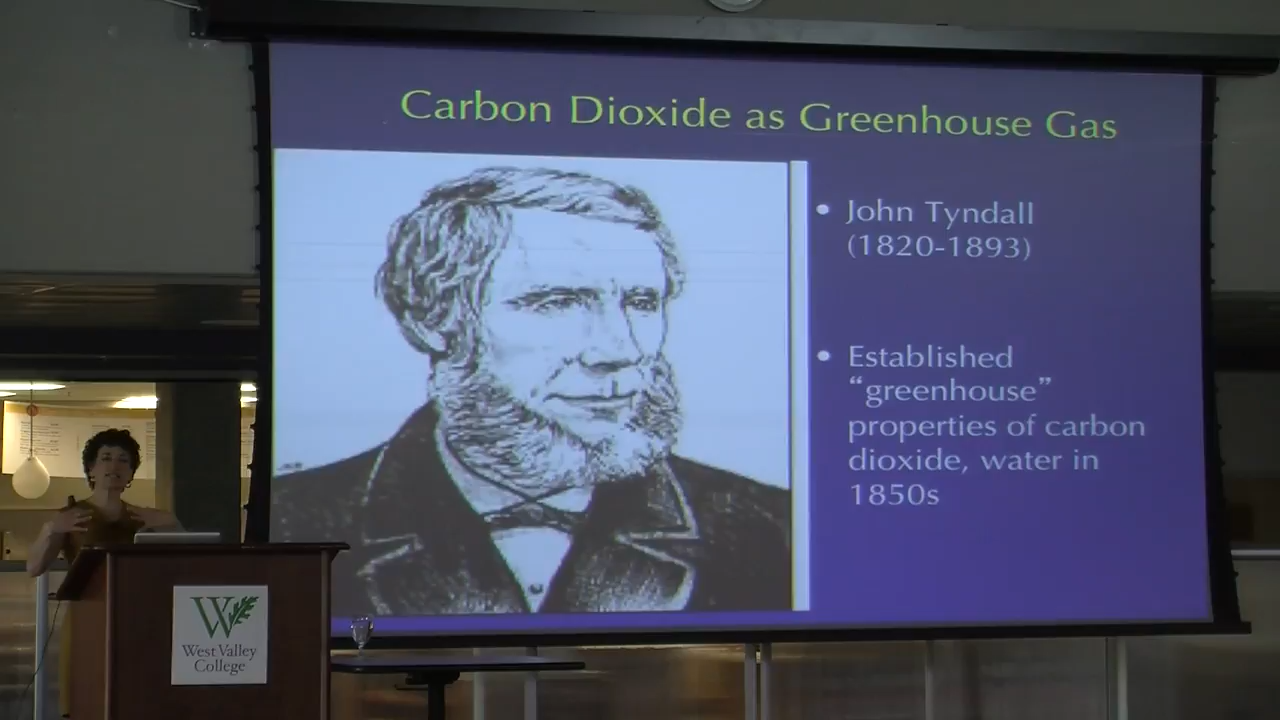 Carbon Dioxide as Greenhouse Gas
• John Tyndall
(1820-1893)
• Established
“greenhouse”
properties of carbon
dioxide, water in
1850s
W
West Valley
College